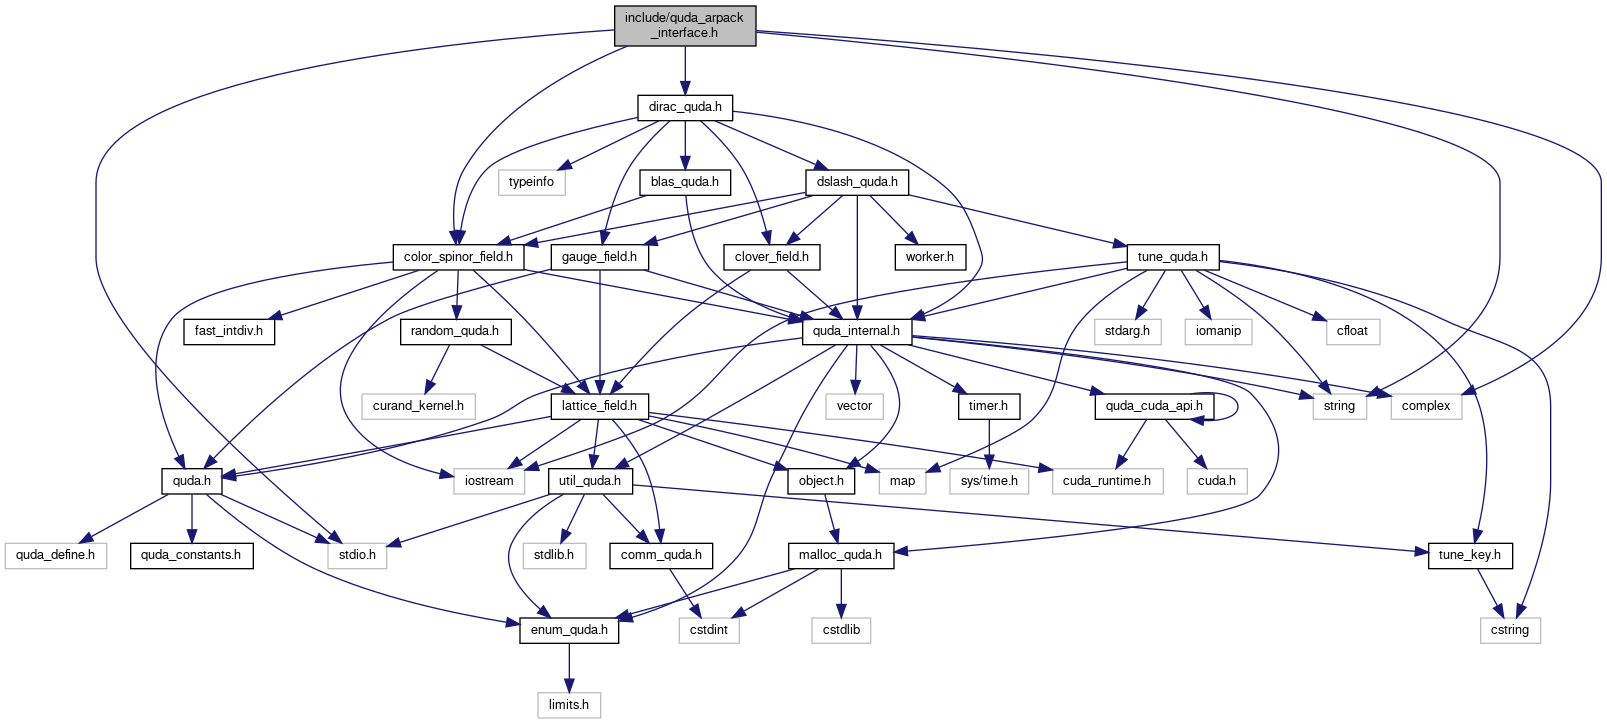 include/quda_arpack
_interface.h
dirac_quda.h
typeinfo
blas_quda.h
dslash_quda.h
color_spinor_field.h
gauge_field.h
clover_field.h
worker.h
tune_quda.h
fast_intdiv.h
random_quda.h
quda_internal.h
stdarg.h
iomanip
cfloat
curand_kernel.h
lattice_field.h
vector
timer.h
quda_cuda_api.h
string
complex
quda.h
iostream
util_quda.h
object.h
map
sys/time.h
cuda_runtime.h
cuda.h
quda_define.h
quda_constants.h
stdio.h
stdlib.h
comm_quda.h
malloc_quda.h
tune_key.h
enum_quda.h
cstdint
cstdlib
cstring
limits.h